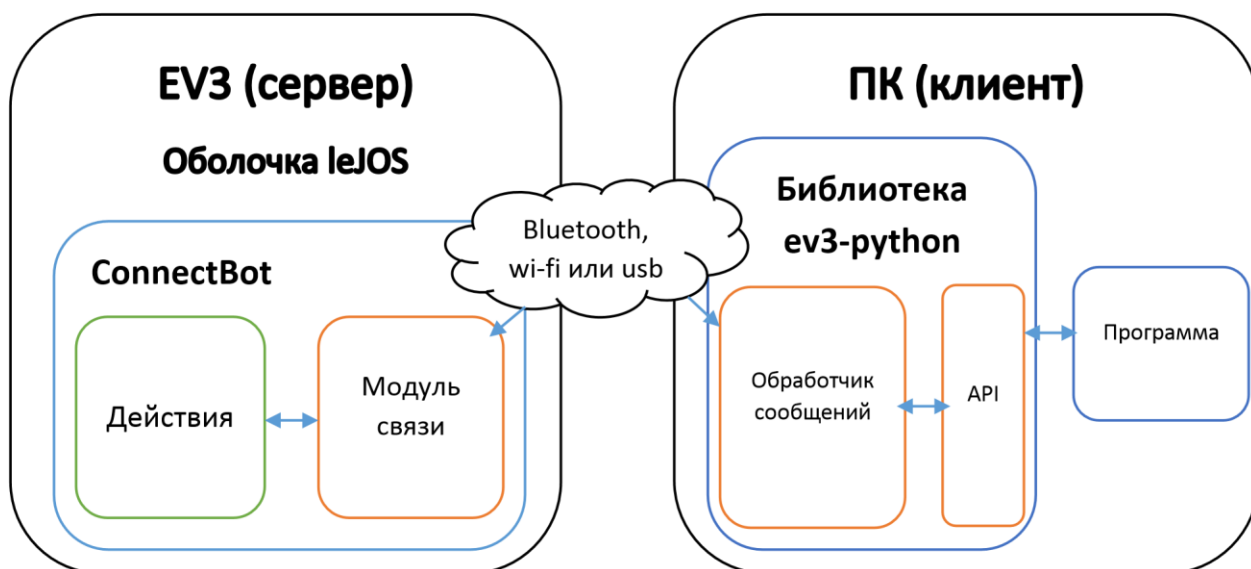 EV3 (сервер)
Оболочка leJOS
ConnectBot
Действия
Модуль
связи
Bluetooth,
wi-fi или usb
ПК (клиент)
Библиотека
ev3-python
Обработчик
сообщений
API
Программа